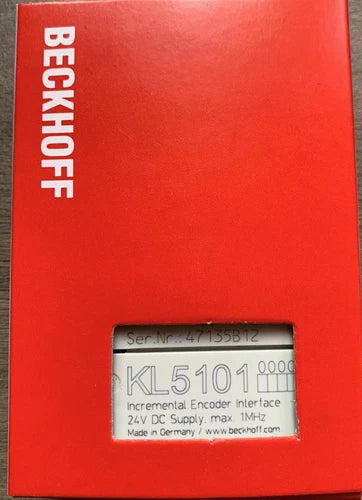 BECKHOFF
Ser.Nr.: 47135B12
KL5101
Incremental Encoder Interface
24V DC Supply. max. 1MHz
Made in Germany / www.beckhoff.com